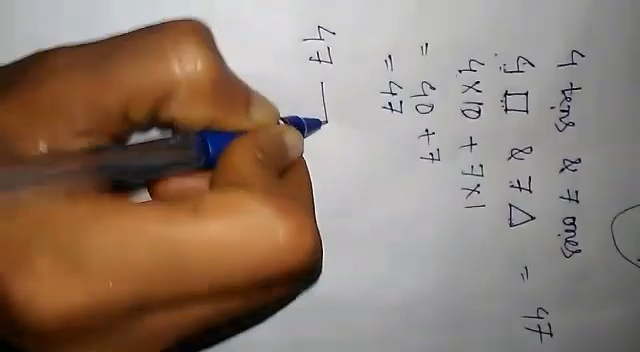 4 tens & 7 ones
4 □ & 7 △ = 47
4×10 + 7×1
= 40 + 7
= 47
47 —